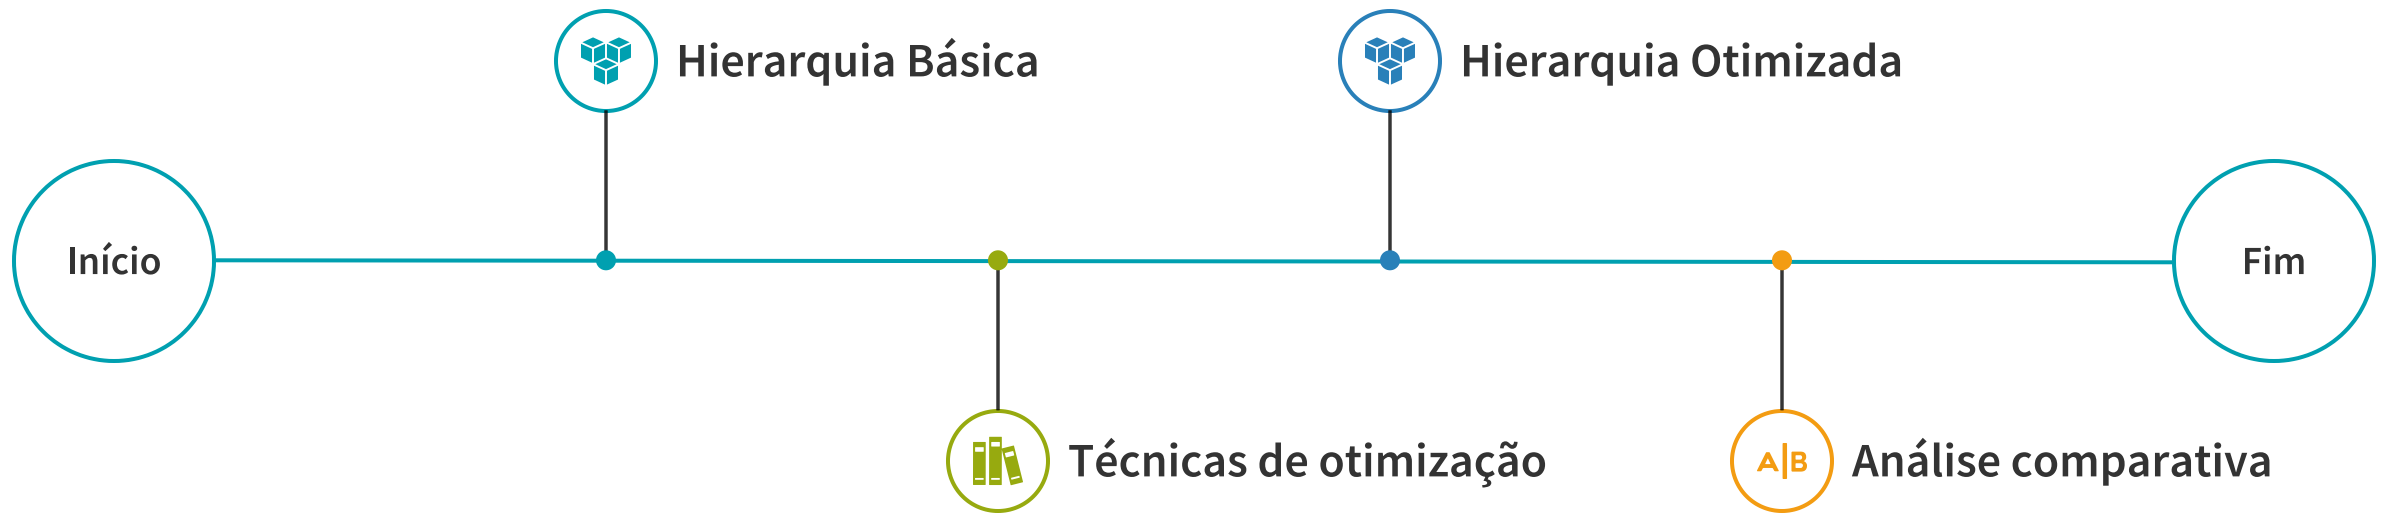 Início
Hierarquia Básica
Técnicas de otimização
Hierarquia Otimizada
A|B
Análise comparativa
Fim